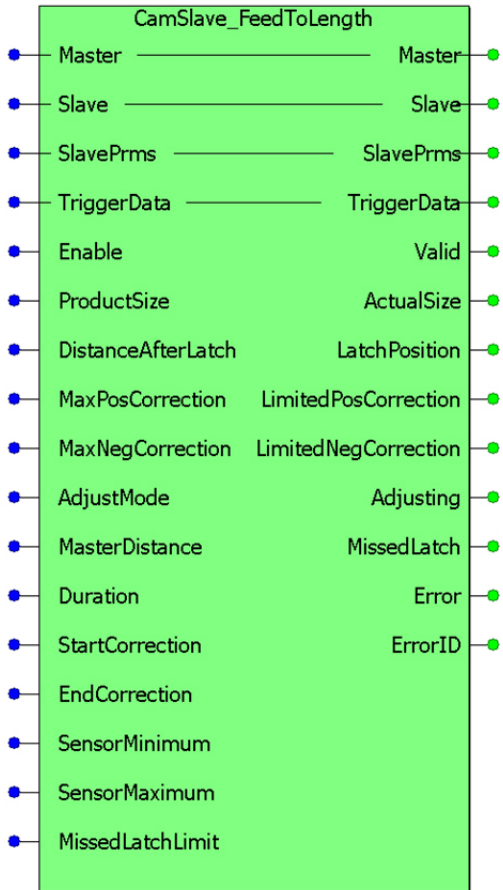 CamSlave_FeedToLength
Master Master
Slave Slave
SlavePrms SlavePrms
TriggerData TriggerData
Enable Valid
ProductSize ActualSize
DistanceAfterLatch LatchPosition
MaxPosCorrection LimitedPosCorrection
MaxNegCorrection LimitedNegCorrection
AdjustMode Adjusting
MasterDistance MissedLatch
Duration Error
StartCorrection ErrorID
EndCorrection
SensorMinimum
SensorMaximum
MissedLatchLimit